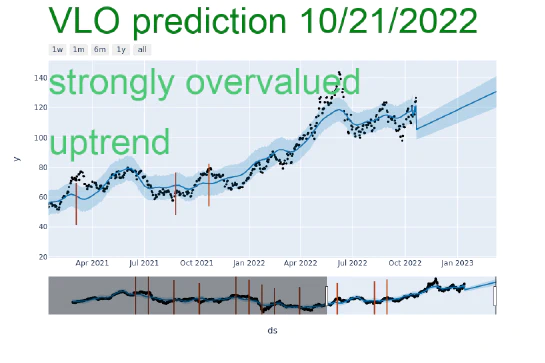 VLO prediction 10/21/2022
1w 1m 6m 1y all
strongly overvalued
uptrend
140
120
100
80
60
40
20
y
Apr 2021 Jul 2021 Oct 2021 Jan 2022 Apr 2022 Jul 2022 Oct 2022 Jan 2023
ds